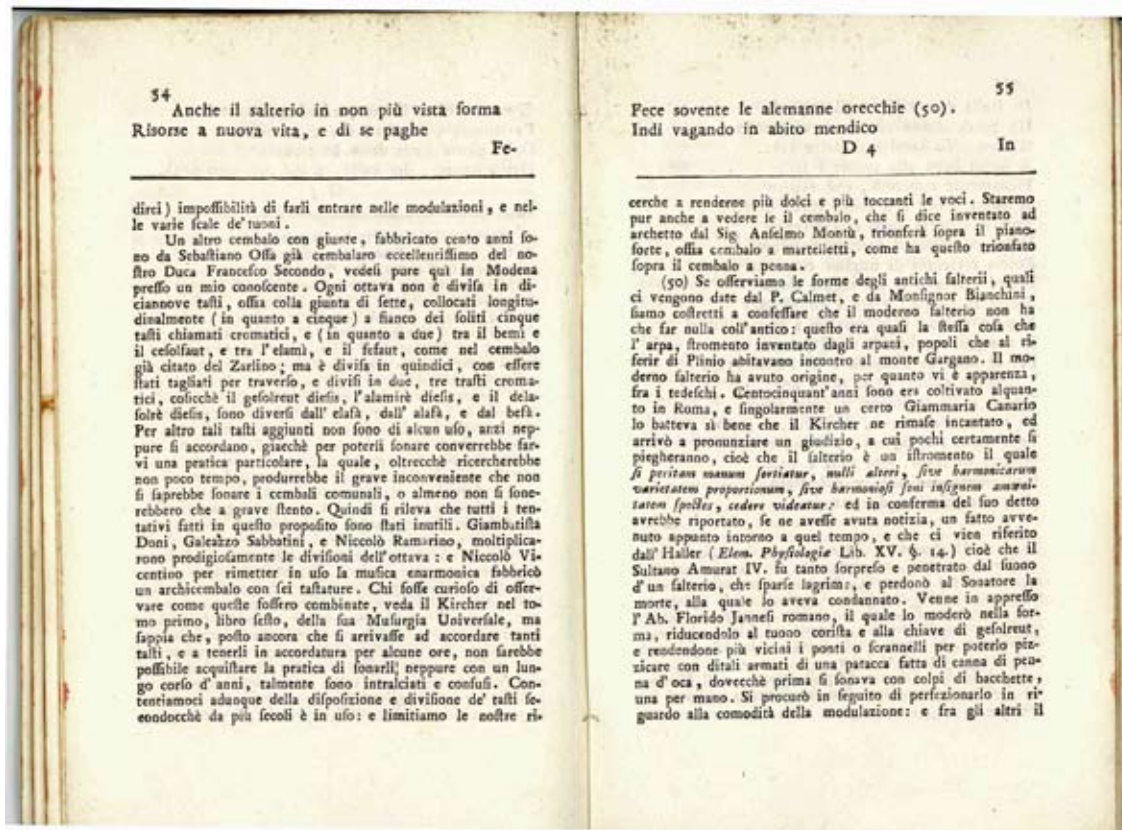 54
Anche il salterio in non più vista forma
Risorse a nuova vita, e di se paghe
Fe-
dirci) impoſſibilità di farli entrare nelle modulazioni, e nel-
le varie ſcale de' tuoni.
Un altro cembalo con giunte, fabbricato cento anni ſo-
no da Sebaſtiano Oſſa già cembalaro eccellentiſſimo del no-
ſtro Duca Franceſco Secondo, vedeſi pure quì in Modena
preſſo un mio conoſcente. Ogni ottava non è diviſa in di-
ciannove taſti, oſſia colla giunta di ſette, collocati longitu-
dinalmente (in quanto a cinque) a fianco dei ſoliti cinque
taſti chiamati cromatici, e (in quanto a due) tra il bemì e
il ceſolfaut, e tra l'elamì, e il fefaut, come nel cembalo
già citato del Zarlino; ma è diviſa in quindici, con eſſere
ſtati tagliati per traverſo, e diviſi in due, tre traſti croma-
tici, coſicchè il geſolreut dieſis, l'alamirè dieſis, e il dela-
ſolrè dieſis, ſono diverſi dall' elafà, dall' alafà, e dal befà.
Per altro tali taſti aggiunti non ſono di alcun uſo, anzi nep-
pure ſi accordano, giacchè per poterli ſonare converrebbe far-
vi una pratica particolare, la quale, oltrecchè ricercherebbe
non poco tempo, produrrebbe il grave inconveniente che non
ſi ſaprebbe ſonare i cembali comunali, o almeno non ſi ſone-
rebbero che a grave ſtento. Quindi ſi rileva che tutti i ten-
tativi fatti in queſto propoſito ſono ſtati inutili. Giambatiſta
Doni, Galeazzo Sabbatini, e Niccolò Ramarino, moltiplica-
rono prodigioſamente le diviſioni dell'ottava: e Niccolò Vi-
centino per rimetter in uſo la muſica enarmonica fabbricò
un archicembalo con ſei taſtature. Chi foſſe curioſo di oſſer-
vare come queſte foſſero combinate, veda il Kircher nel to-
mo primo, libro ſeſto, della ſua Muſurgia Univerſale, ma
ſappia che, poſto ancora che ſi arrivaſſe ad accordare tanti
taſti, e a tenerli in accordatura per alcune ore, non ſarebbe
poſſibile acquiſtare la pratica di ſonarli; neppure con un lun-
go corſo d' anni, talmente ſono intralciati e confuſi. Con-
tentiamoci adunque della diſpoſizione e diviſione de' taſti ſe-
condocchè da più ſecoli è in uſo: e limitiamo le noſtre ri-
55
Fece sovente le alemanne orecchie (50).
Indi vagando in abito mendico
D 4 In
cerche a renderne più dolci e più toccanti le voci. Staremo
pur anche a vedere ſe il cembalo, che ſi dice inventato ad
archetto dal Sig. Anſelmo Montù, trionferà ſopra il piano-
forte, oſſia cembalo a martelletti, come ha queſto trionfato
ſopra il cembalo a penna.
(50) Se oſſerviamo le forme degli antichi ſalterii, quali
ci vengono date dal P. Calmet, e da Monſignor Bianchini,
ſiamo coſtretti a confeſſare che il moderno ſalterio non ha
che far nulla coll'antico: queſto era quaſi la ſteſſa coſa che
l' arpa, ſtromento inventato dagli arpani, popoli che al ri-
ferir di Plinio abitavano incontro al monte Gargano. Il mo-
derno ſalterio ha avuto origine, per quanto vi è apparenza,
fra i tedeſchi. Centocinquant'anni ſono era coltivato alquan-
to in Roma, e ſingolarmente un certo Giammaria Canario
lo batteva sì bene che il Kircher ne rimaſe incantato, ed
arrivò a pronunziare un giudizio, a cui pochi certamente ſi
piegheranno, cioè che il ſalterio è un iſtromento il quale
ſi peritam manum ſortiatur, nulli alteri, ſive harmonicarum
varietatem proportionum, ſive harmonioſi ſoni inſignem amœni-
tatem ſpectes, cedere videatur: ed in conferma del ſuo detto
avrebbe riportato, ſe ne aveſſe avuta notizia, un fatto avve-
nuto appunto intorno a quel tempo, e che ci vien riferito
dall' Haller (Elem. Phyſiologiæ Lib. XV. §. 14.) cioè che il
Sultano Amurat IV. fu tanto ſorpreſo e penetrato dal ſuono
d'un ſalterio, che ſparſe lagrime, e perdonò al Sonatore la
morte, alla quale lo aveva condannato. Venne in appreſſo
l' Ab. Florido Janneſi romano, il quale lo moderò nella for-
ma, riducendolo al tuono coriſta e alla chiave di geſolreut,
e rendendone più vicini i ponti o ſcrannelli per poterlo piz-
zicare con ditali armati di una patacca fatta di canna di pen-
na d'oca, dovecchè prima ſi ſonava con colpi di bacchette,
una per mano. Si procurò in ſeguito di perfezionarlo in ri-
guardo alla comodità della modulazione: e fra gli altri il